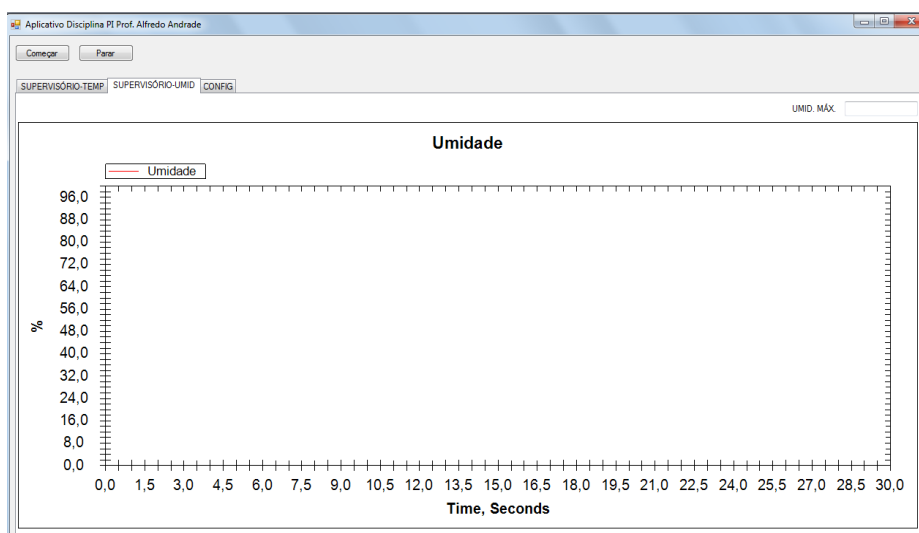 Aplicativo Disciplina PI Prof. Alfredo Andrade
Começar Parar
SUPERVISÓRIO-TEMP SUPERVISÓRIO-UMID CONFIG
UMID. MÁX.
Umidade
Umidade
96,0
88,0
80,0
72,0
64,0
56,0
%
48,0
40,0
32,0
24,0
16,0
8,0
0,0
0,0 1,5 3,0 4,5 6,0 7,5 9,0 10,5 12,0 13,5 15,0 16,5 18,0 19,5 21,0 22,5 24,0 25,5 27,0 28,5 30,0
Time, Seconds